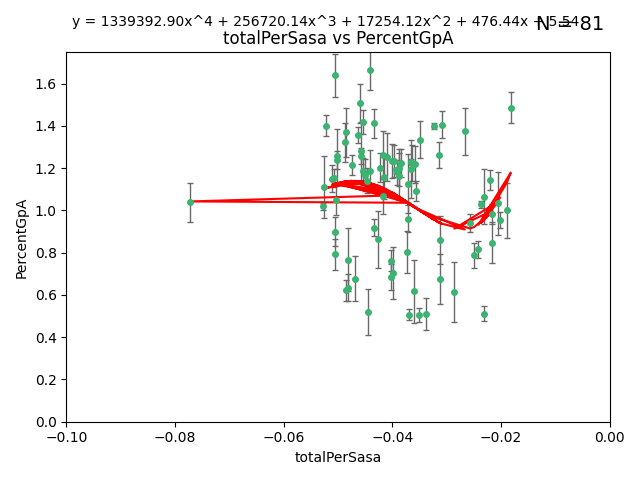 y = 1339392.90x^4 + 256720.14x^3 + 17254.12x^2 + 476.44x + 5.54
N = 81
totalPerSasa vs PercentGpA
PercentGpA
1.6
1.4
1.2
1.0
0.8
0.6
0.4
0.2
0.0
−0.10 −0.08 −0.06 −0.04 −0.02 0.00
totalPerSasa